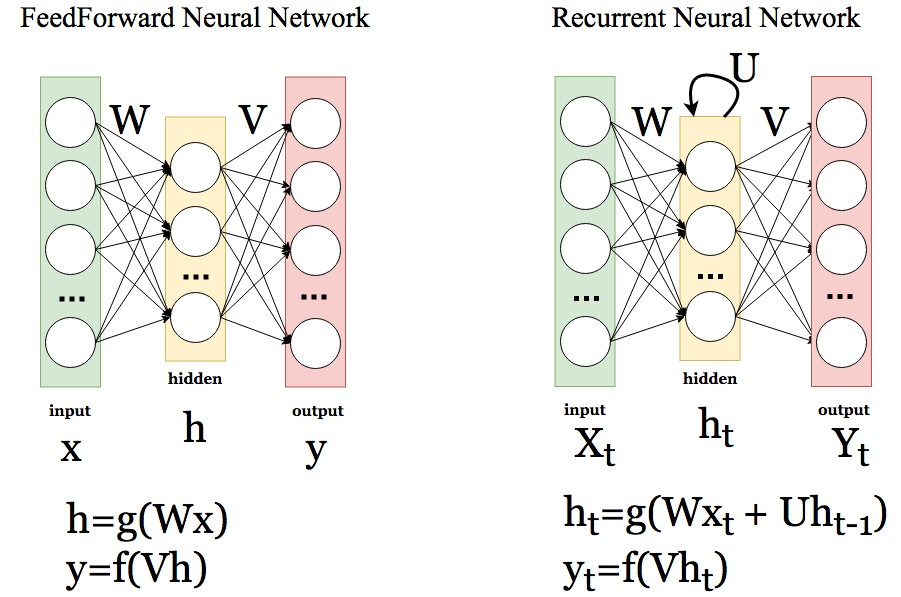 FeedForward Neural Network
W
V
...
...
...
hidden
input
output
h
x
y
h=g(Wx)
y=f(Vh)
Recurrent Neural Network
U
W
V
...
...
...
hidden
input
output
hₜ
Xₜ
Yₜ
hₜ=g(Wxₜ + Uhₜ₋₁)
yₜ=f(Vhₜ)